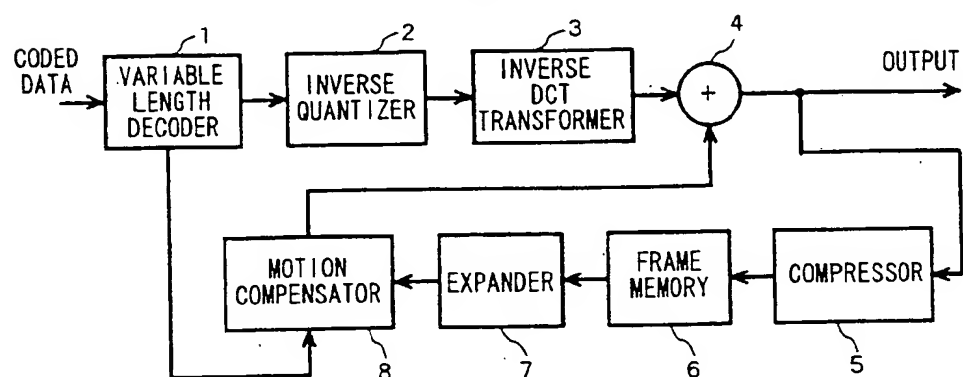 1
2
3
4
CODED
DATA
VARIABLE
LENGTH
DECODER
INVERSE
QUANTIZER
INVERSE
DCT
TRANSFORMER
+
OUTPUT
MOTION
COMPENSATOR
EXPANDER
FRAME
MEMORY
COMPRESSOR
8
7
6
5